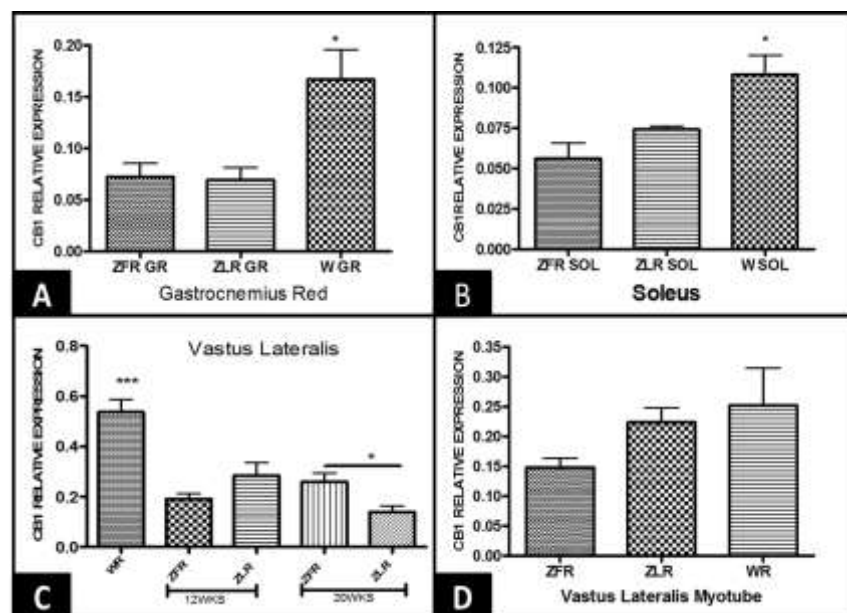 CB1 RELATIVE EXPRESSION
0.20
0.15
0.10
0.05
0.00
*
ZFR GR
ZLR GR
W GR
A
Gastrocnemius Red
CB1RELATIVE EXPRESSION
0.125
0.100
0.075
0.050
0.025
0.000
*
ZFR SOL
ZLR SOL
W SOL
B
Soleus
CB1 RELATIVE EXPRESSION
Vastus Lateralis
0.8
0.6
0.4
0.2
0.0
***
*
WR
ZFR
ZLR
ZFR
ZLR
12WKS
20WKS
C
CB1 RELATIVE EXPRESSION
0.35
0.30
0.25
0.20
0.15
0.10
0.05
0.00
ZFR
ZLR
WR
D
Vastus Lateralis Myotube